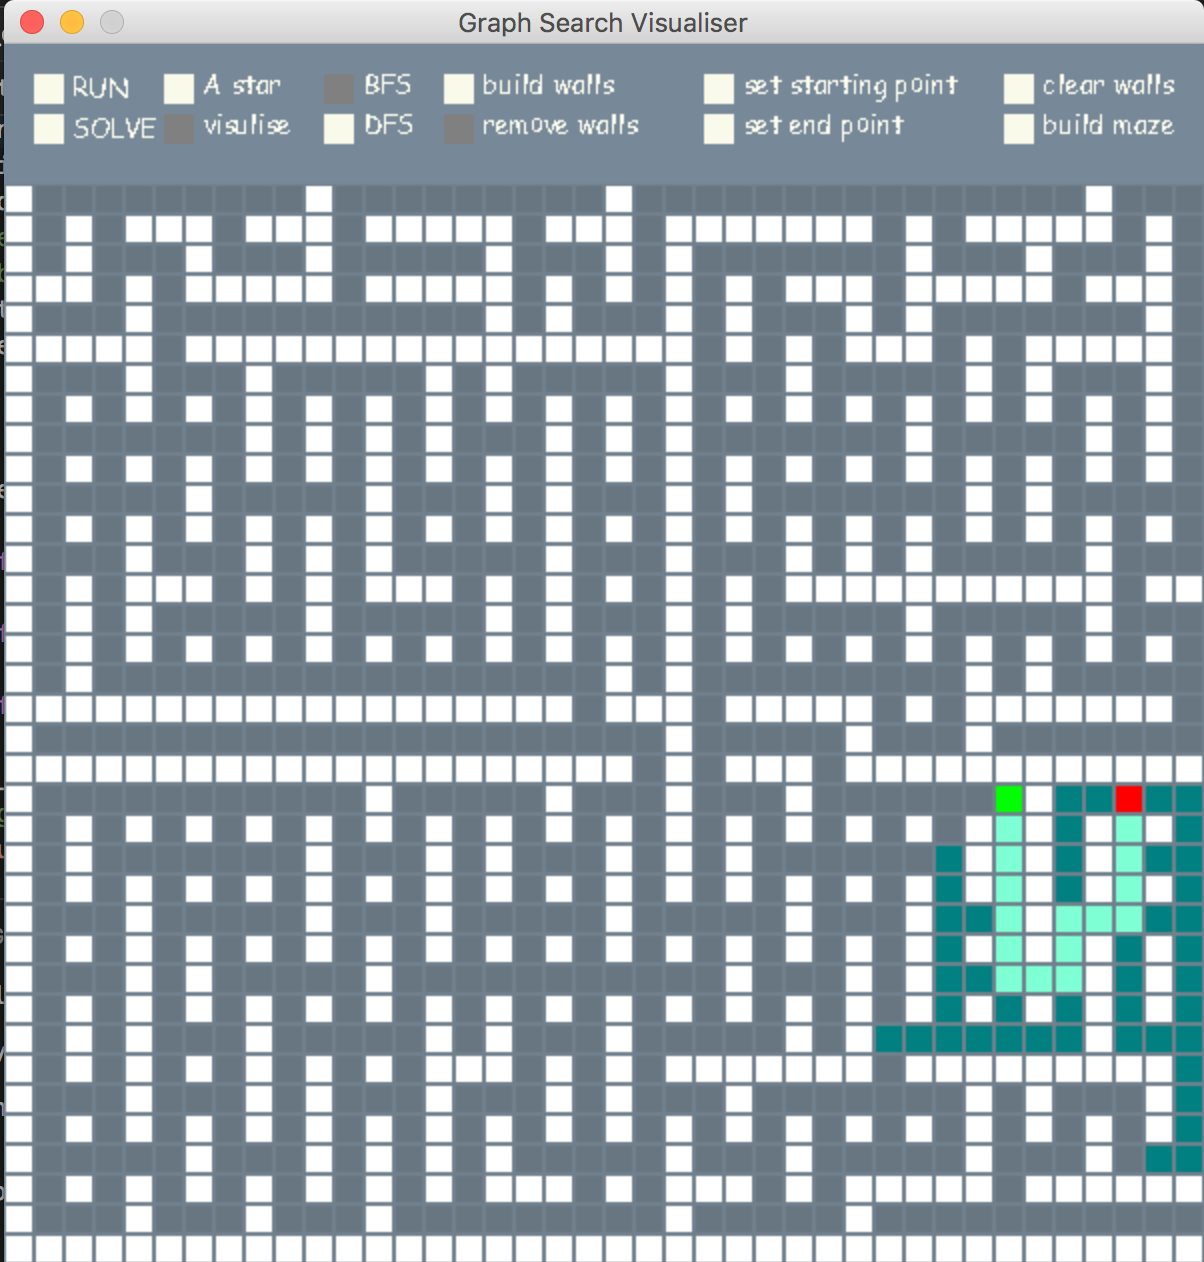 Graph Search Visualiser
RUN A star BFS build walls set starting point clear walls
SOLVE visulise DFS remove walls set end point build maze